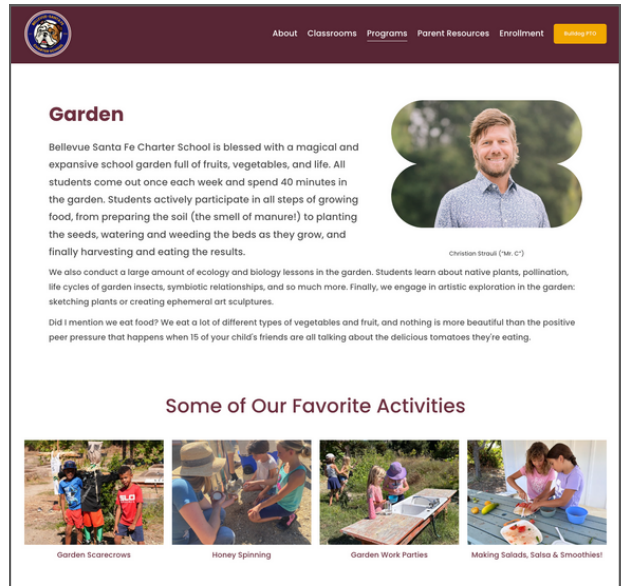 BELLEVUE SANTA FE
CHARTER SCHOOL
About Classrooms Programs Parent Resources Enrollment Bulldog PTO
Garden
Bellevue Santa Fe Charter School is blessed with a magical and
expansive school garden full of fruits, vegetables, and life. All
students come out once each week and spend 40 minutes in
the garden. Students actively participate in all steps of growing
food, from preparing the soil (the smell of manure!) to planting
the seeds, watering and weeding the beds as they grow, and
finally harvesting and eating the results.
Christian Strauli ("Mr. C")
We also conduct a large amount of ecology and biology lessons in the garden. Students learn about native plants, pollination,
life cycles of garden insects, symbiotic relationships, and so much more. Finally, we engage in artistic exploration in the garden:
sketching plants or creating ephemeral art sculptures.
Did I mention we eat food? We eat a lot of different types of vegetables and fruit, and nothing is more beautiful than the positive
peer pressure that happens when 15 of your child's friends are all talking about the delicious tomatoes they're eating.
Some of Our Favorite Activities
SLO
Garden Scarecrows
Honey Spinning
Garden Work Parties
Making Salads, Salsa & Smoothies!